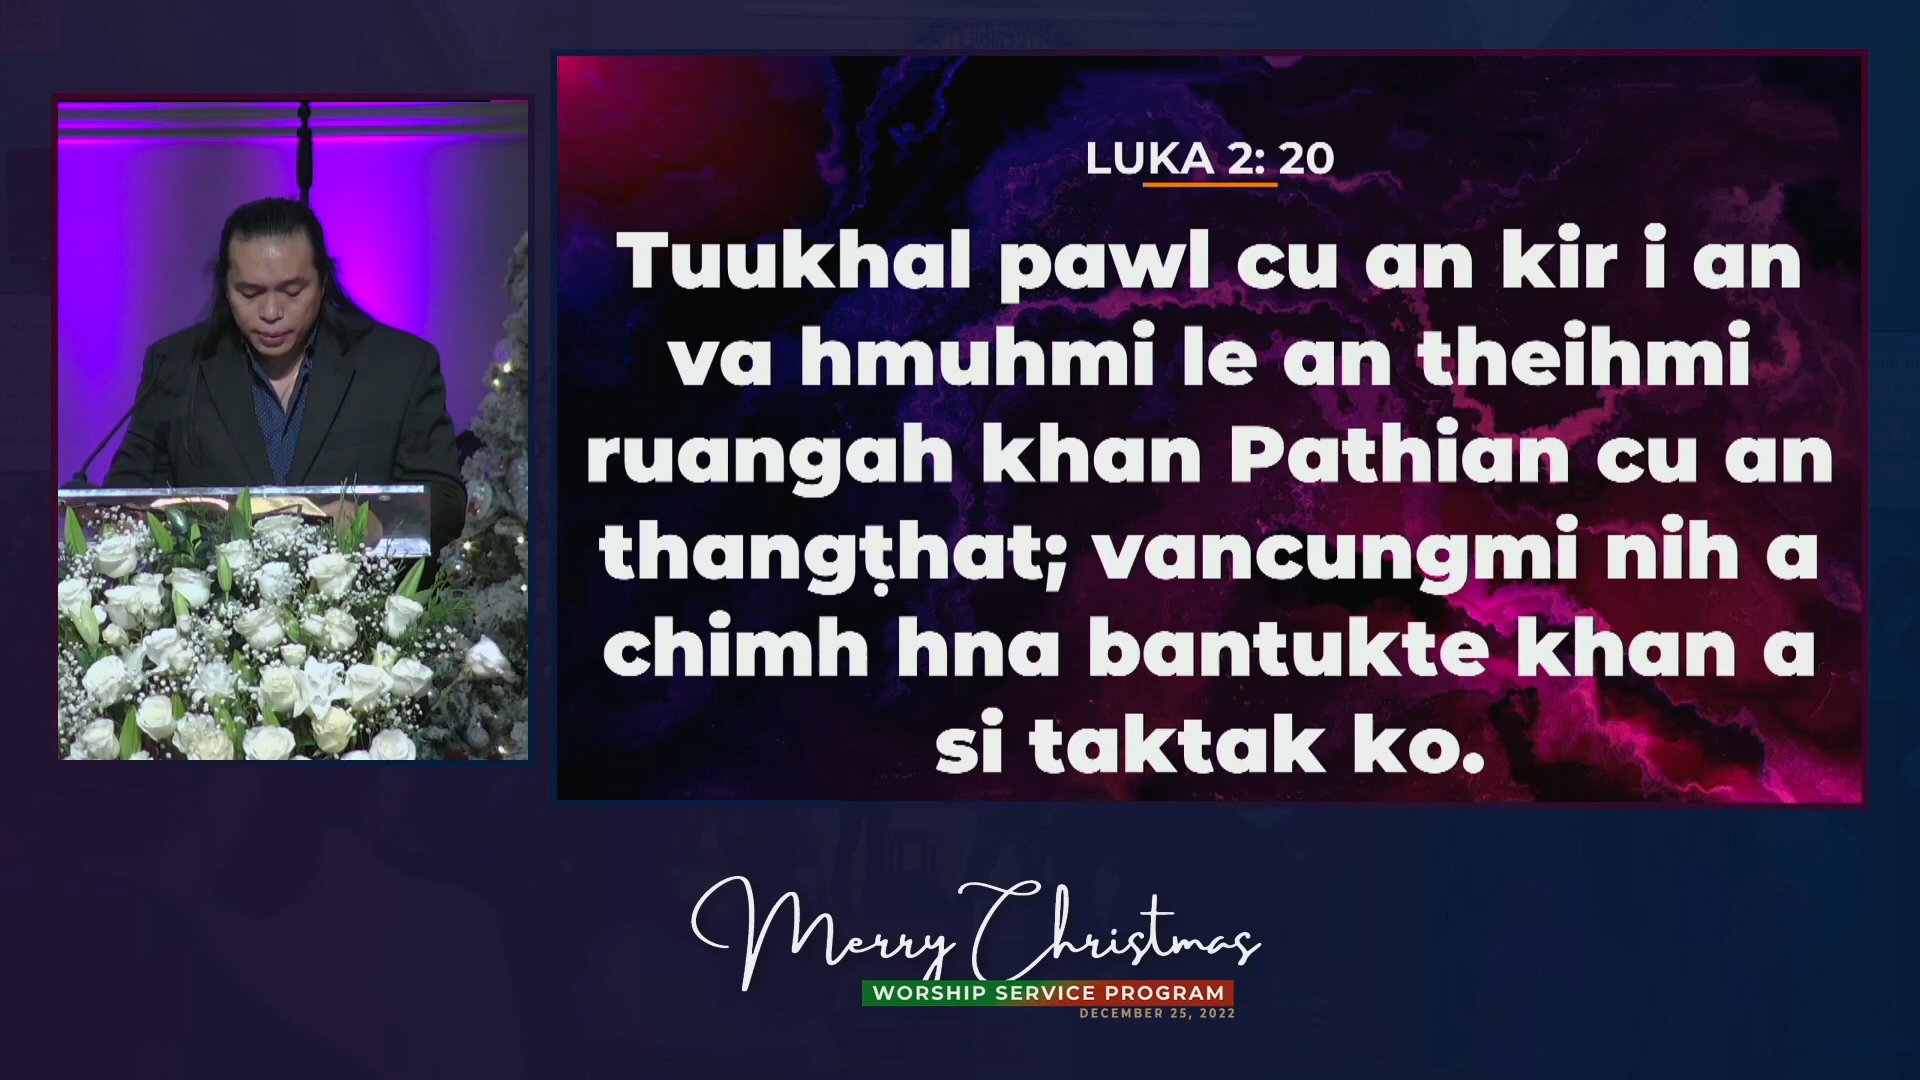 LUKA 2: 20
Tuukhal pawl cu an kir i an
va hmuhmi le an theihmi
ruangah khan Pathian cu an
thangṭhat; vancungmi nih a
chimh hna bantukte khan a
si taktak ko.
Merry Christmas
WORSHIP SERVICE PROGRAM
DECEMBER 25, 2022